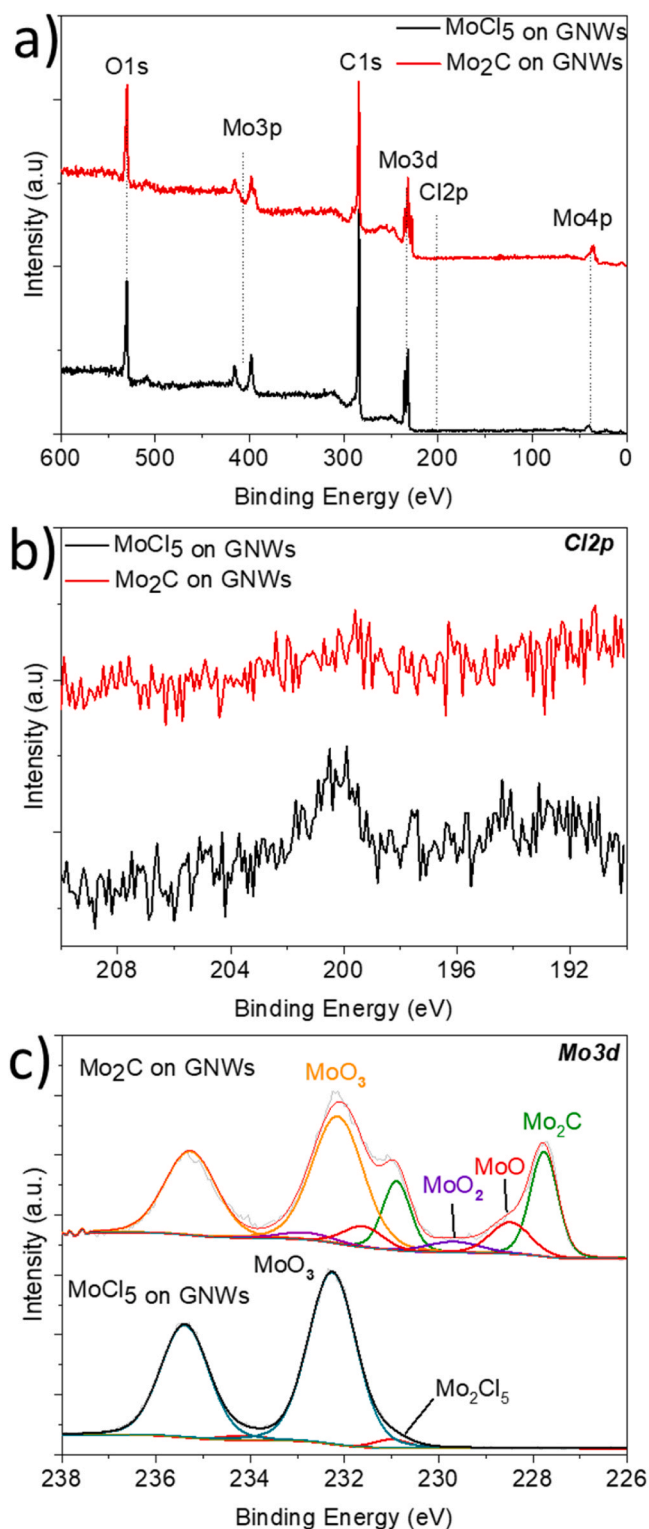 a)
MoCl5 on GNWs
Mo2C on GNWs
O1s
C1s
Mo3p
Mo3d
Cl2p
Mo4p
Intensity (a.u)
600 500 400 300 200 100 0
Binding Energy (eV)
b)
MoCl5 on GNWs
Mo2C on GNWs
Cl2p
Intensity (a.u)
208 204 200 196 192
Binding Energy (eV)
c)
Mo2C on GNWs
Mo3d
MoO3
Mo2C
MoO
MoO2
MoO3
MoCl5 on GNWs
Mo2Cl5
Intensity (a.u.)
238 236 234 232 230 228 226
Binding Energy (eV)